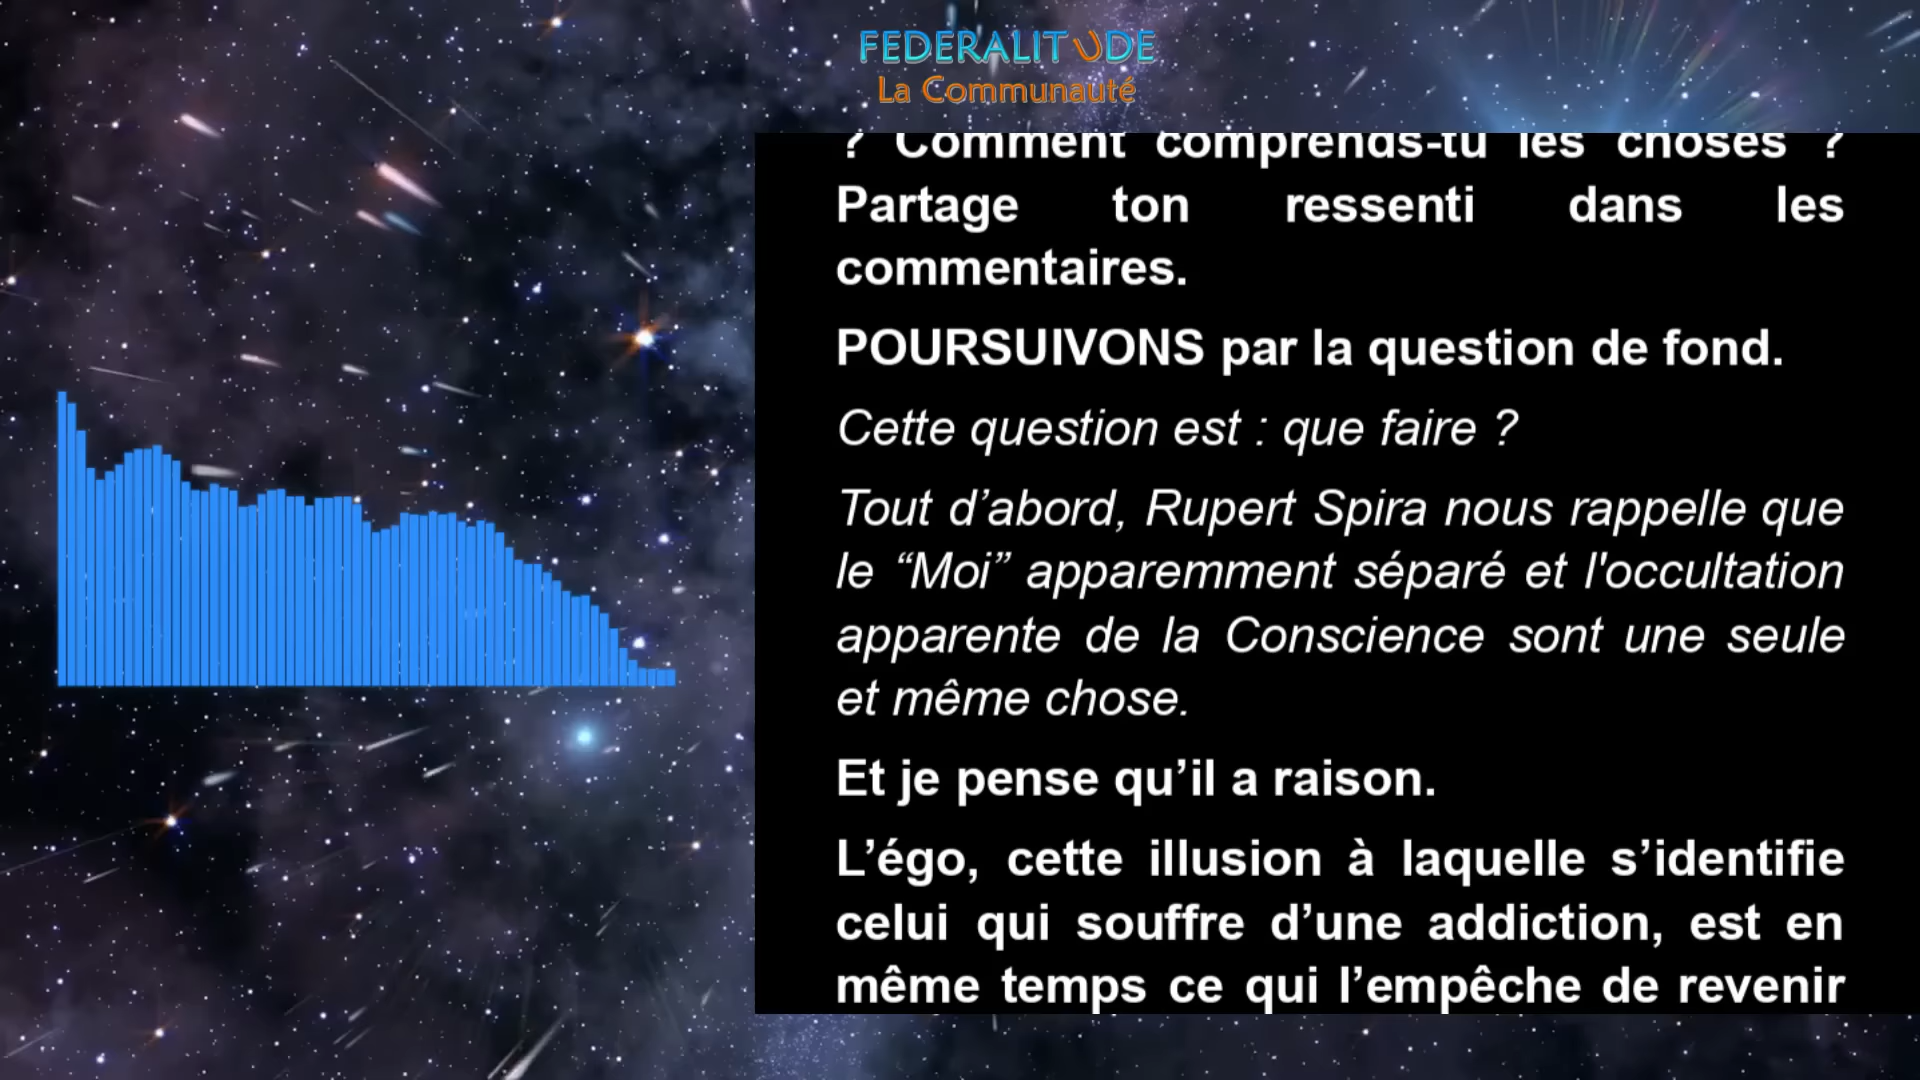 FEDERALITUDE
La Communauté
? Comment comprends-tu les choses ?
Partage ton ressenti dans les
commentaires.
POURSUIVONS par la question de fond.
Cette question est : que faire ?
Tout d’abord, Rupert Spira nous rappelle que
le “Moi” apparemment séparé et l'occultation
apparente de la Conscience sont une seule
et même chose.
Et je pense qu’il a raison.
L’égo, cette illusion à laquelle s’identifie
celui qui souffre d’une addiction, est en
même temps ce qui l’empêche de revenir